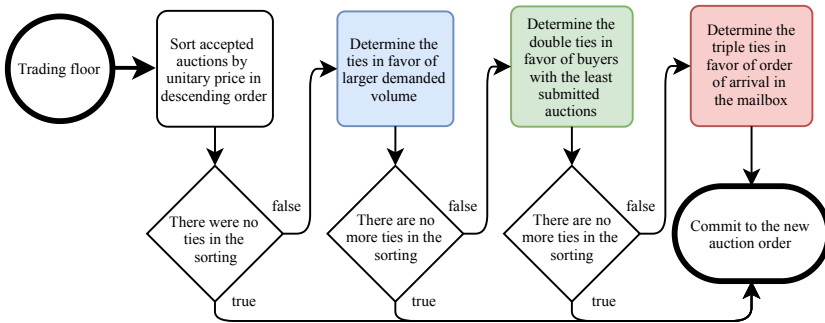 Trading floor
Sort accepted
auctions by
unitary price in
descending order
Determine the
ties in favor of
larger demanded
volume
Determine the
double ties in
favor of buyers
with the least
submitted
auctions
Determine the
triple ties in
favor of order
of arrival in
the mailbox
There were no
ties in the
sorting
false
true
There are no
more ties in the
sorting
false
true
There are no
more ties in the
sorting
false
true
Commit to the new
auction order